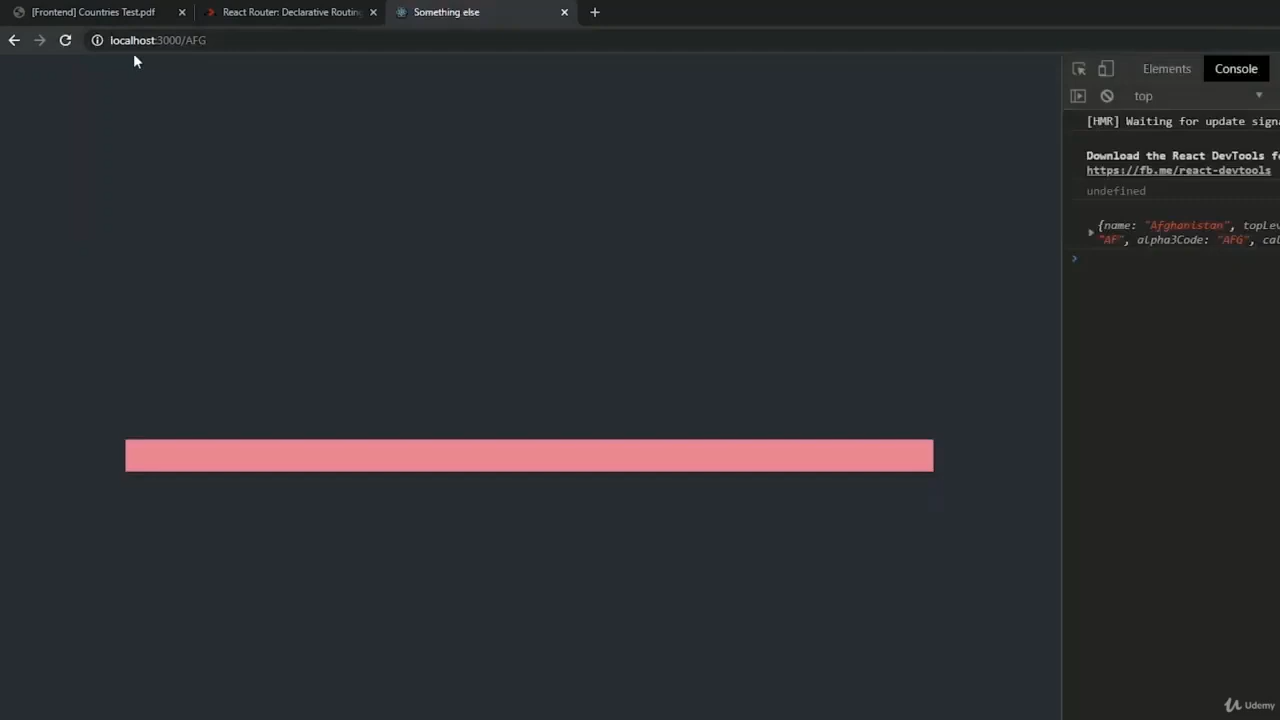 [Frontend] Countries Test.pdf
React Router: Declarative Routing
Something else
localhost:3000/AFG
Elements
Console
top
[HMR] Waiting for update signa
Download the React DevTools fo
https://fb.me/react-devtools
undefined
{name: "Afghanistan", topLev
"AF", alpha3Code: "AFG", cal
Udemy